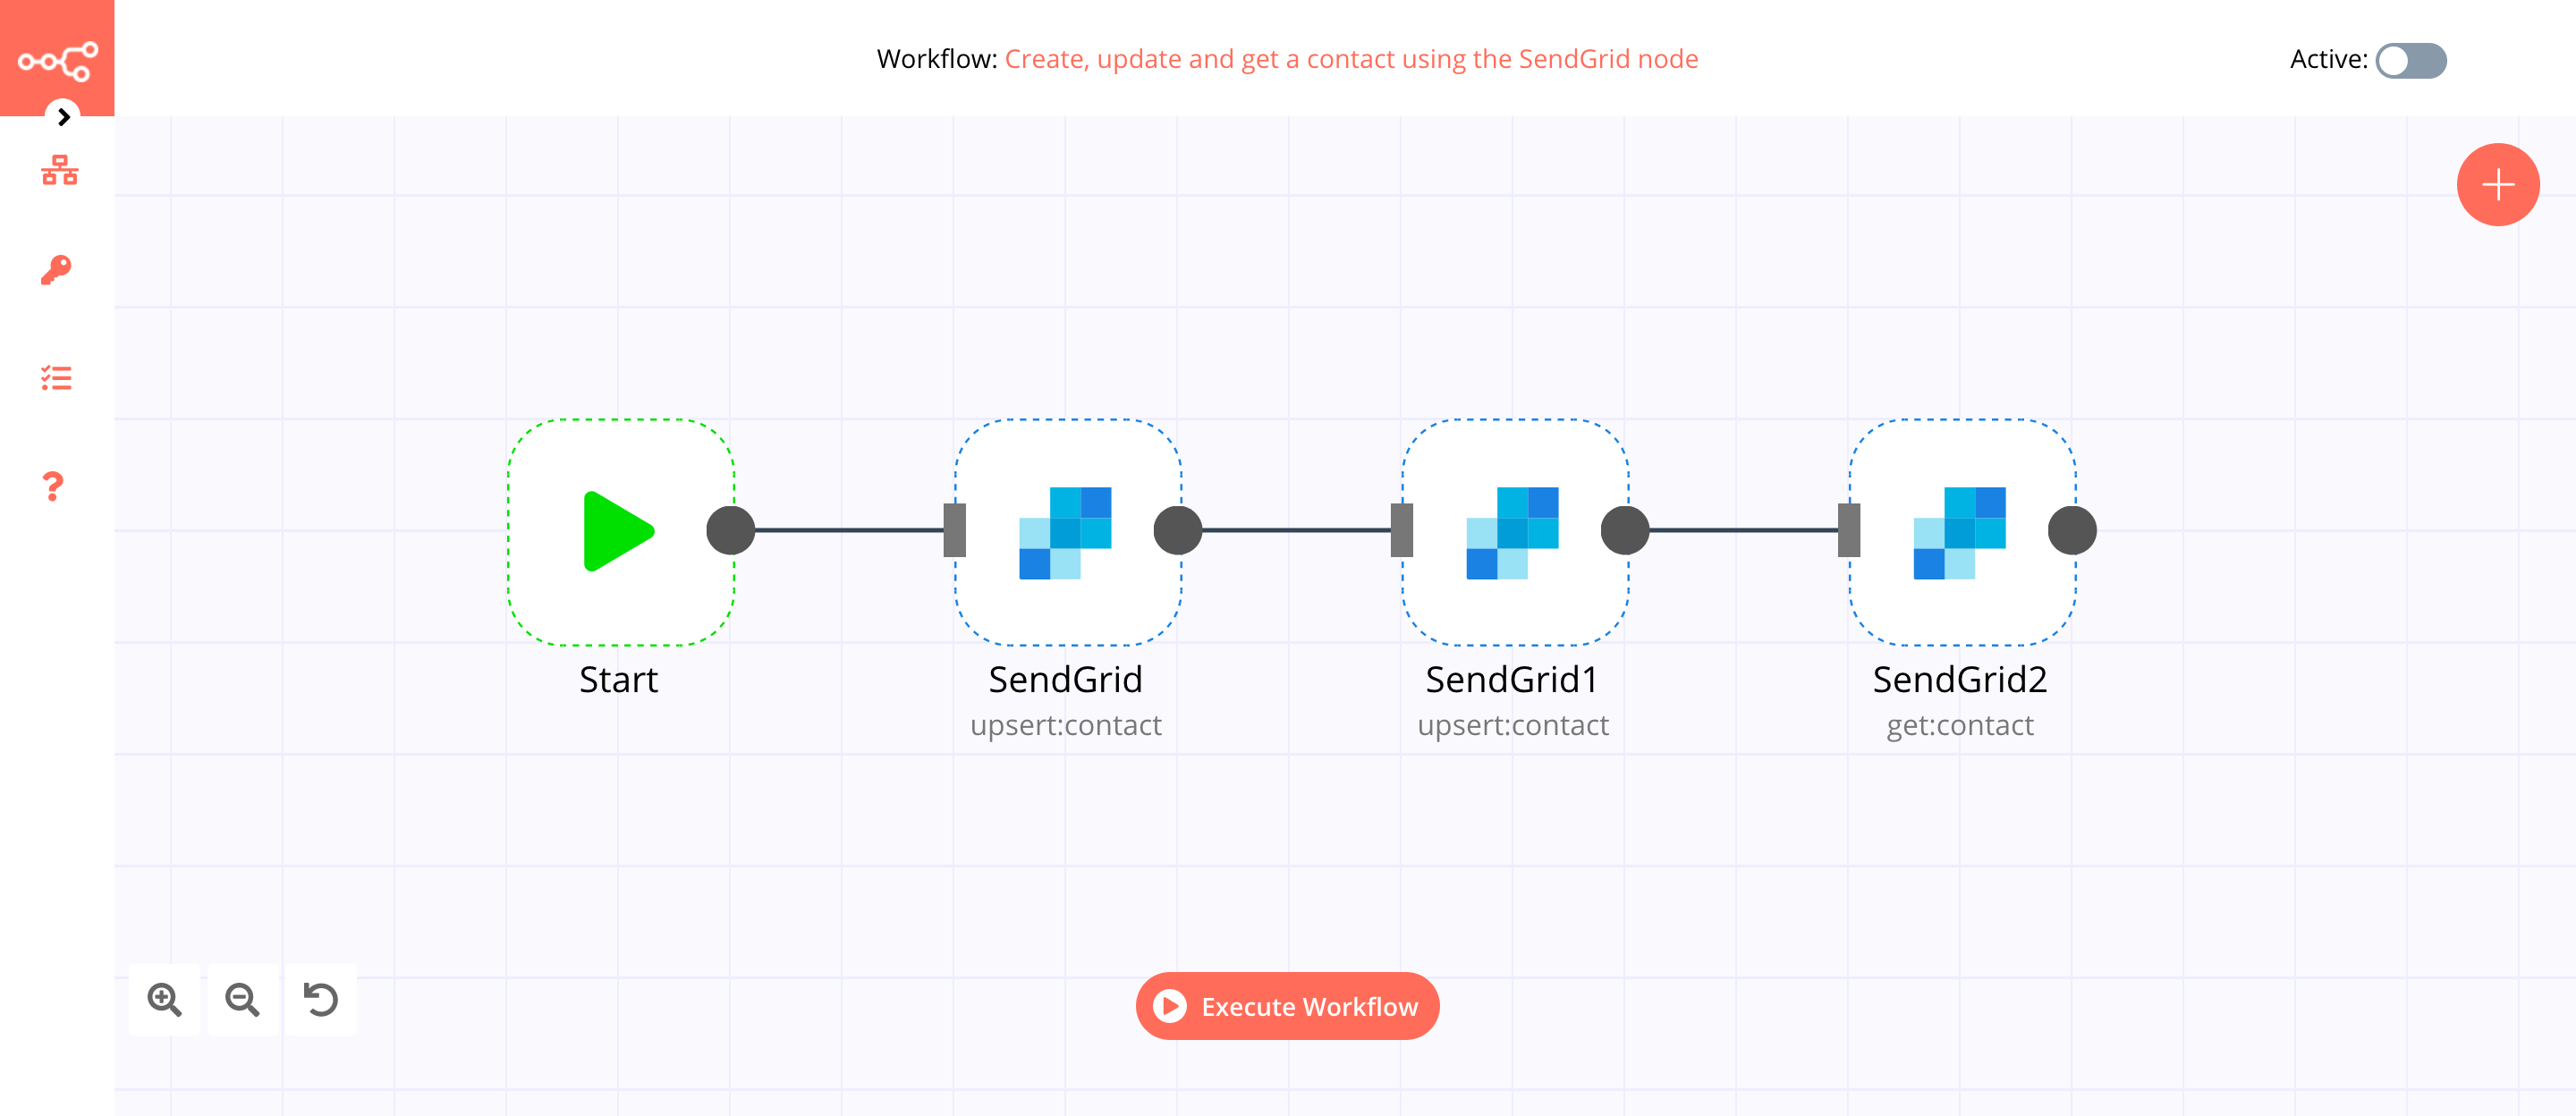 Workflow: Create, update and get a contact using the SendGrid node
Active:
Start
SendGrid
upsert:contact
SendGrid1
upsert:contact
SendGrid2
get:contact
Execute Workflow